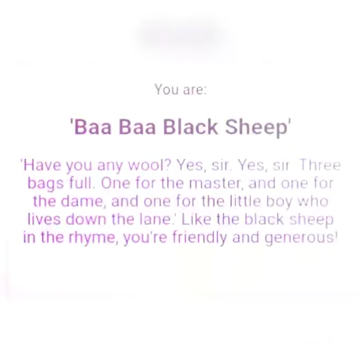 You are:
'Baa Baa Black Sheep'
'Have you any wool? Yes, sir. Yes, sir. Three
bags full. One for the master, and one for
the dame, and one for the little boy who
lives down the lane.' Like the black sheep
in the rhyme, you're friendly and generous!